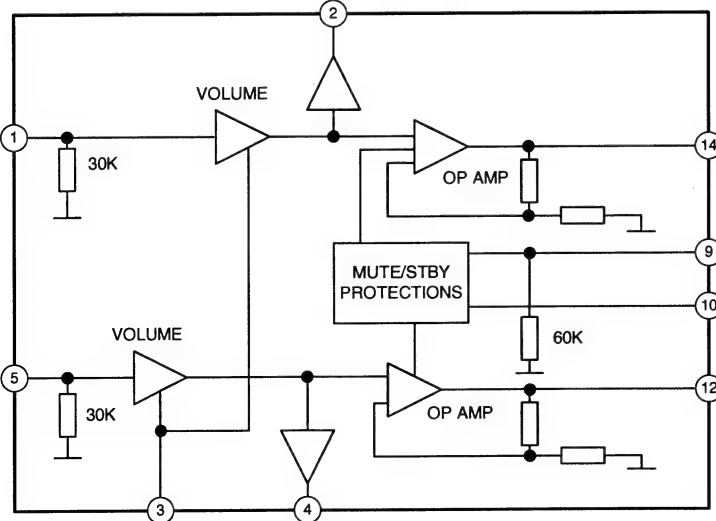 2
VOLUME
1
30K
OP AMP
14
9
MUTE/STBY
PROTECTIONS
10
VOLUME
60K
5
30K
OP AMP
12
3
4